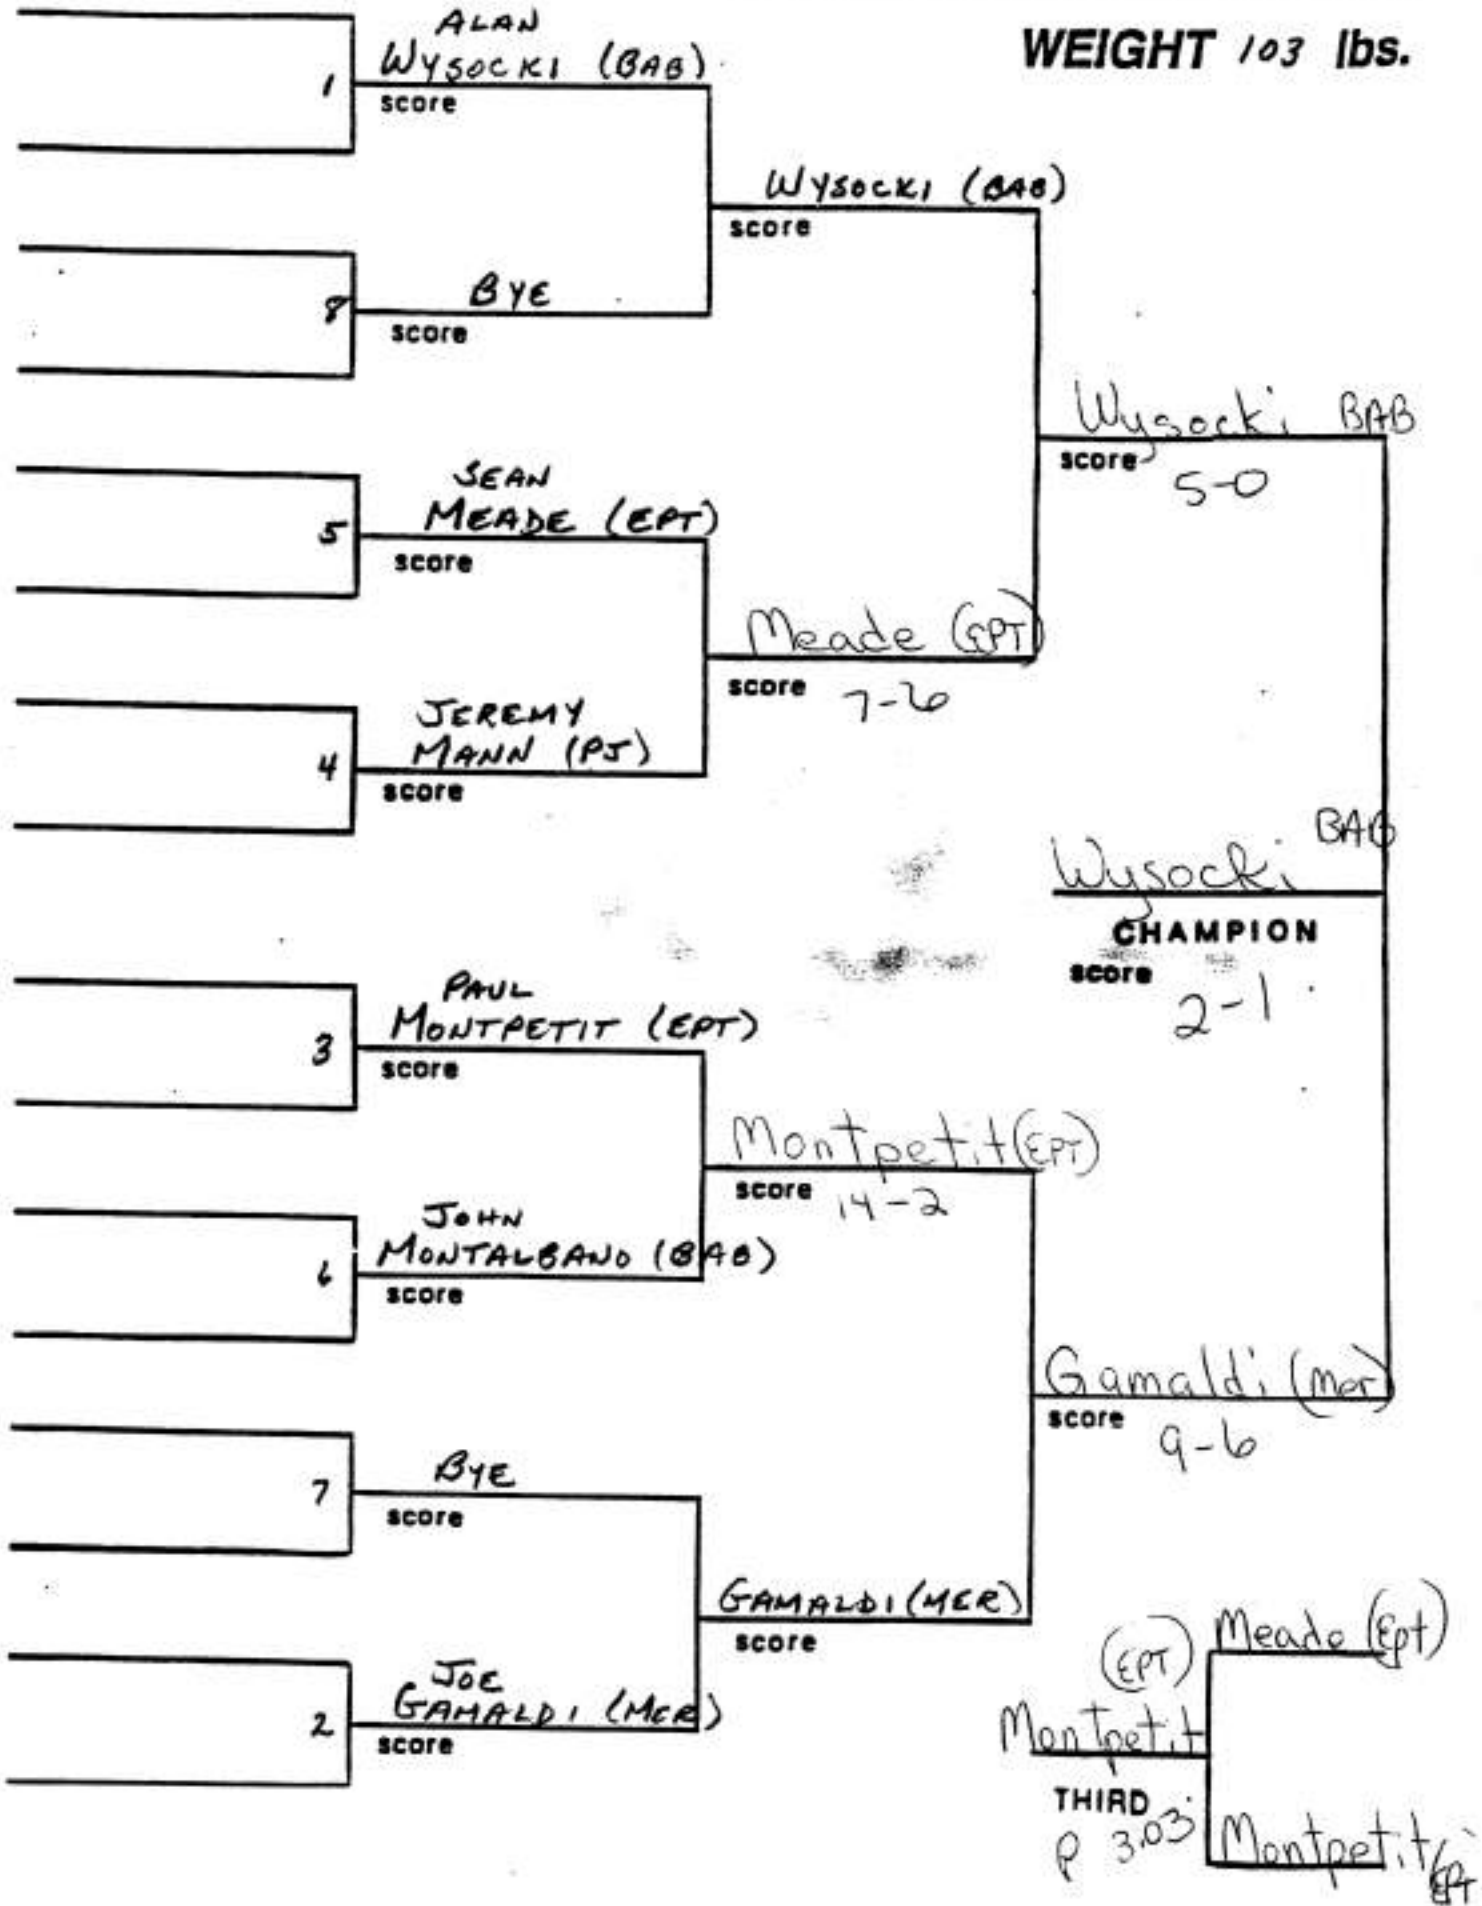 WEIGHT 103 lbs.
ALAN
WYSOCKI (BAB)
1
score
WYSOCKI (BAB)
score
BYE
8
score
Wysocki BAB
score
5-0
SEAN
MEADE (EPT)
5
score
Meade (EPT)
score 7-6
JEREMY
MANN (PJ)
4
score
BAB
Wysocki
CHAMPION
score
2-1
PAUL
MONTPETIT (EPT)
3
score
Montpetit (EPT)
score 14-2
JOHN
MONTALBANO (BAB)
6
score
Gamaldi (Mer)
score
9-6
BYE
7
score
GAMALDI (MER)
score
JOE
GAMALDI (MER)
2
score
Meade (Ept)
(EPT)
Montpetit
THIRD
P 3.03
Montpetit (EPT